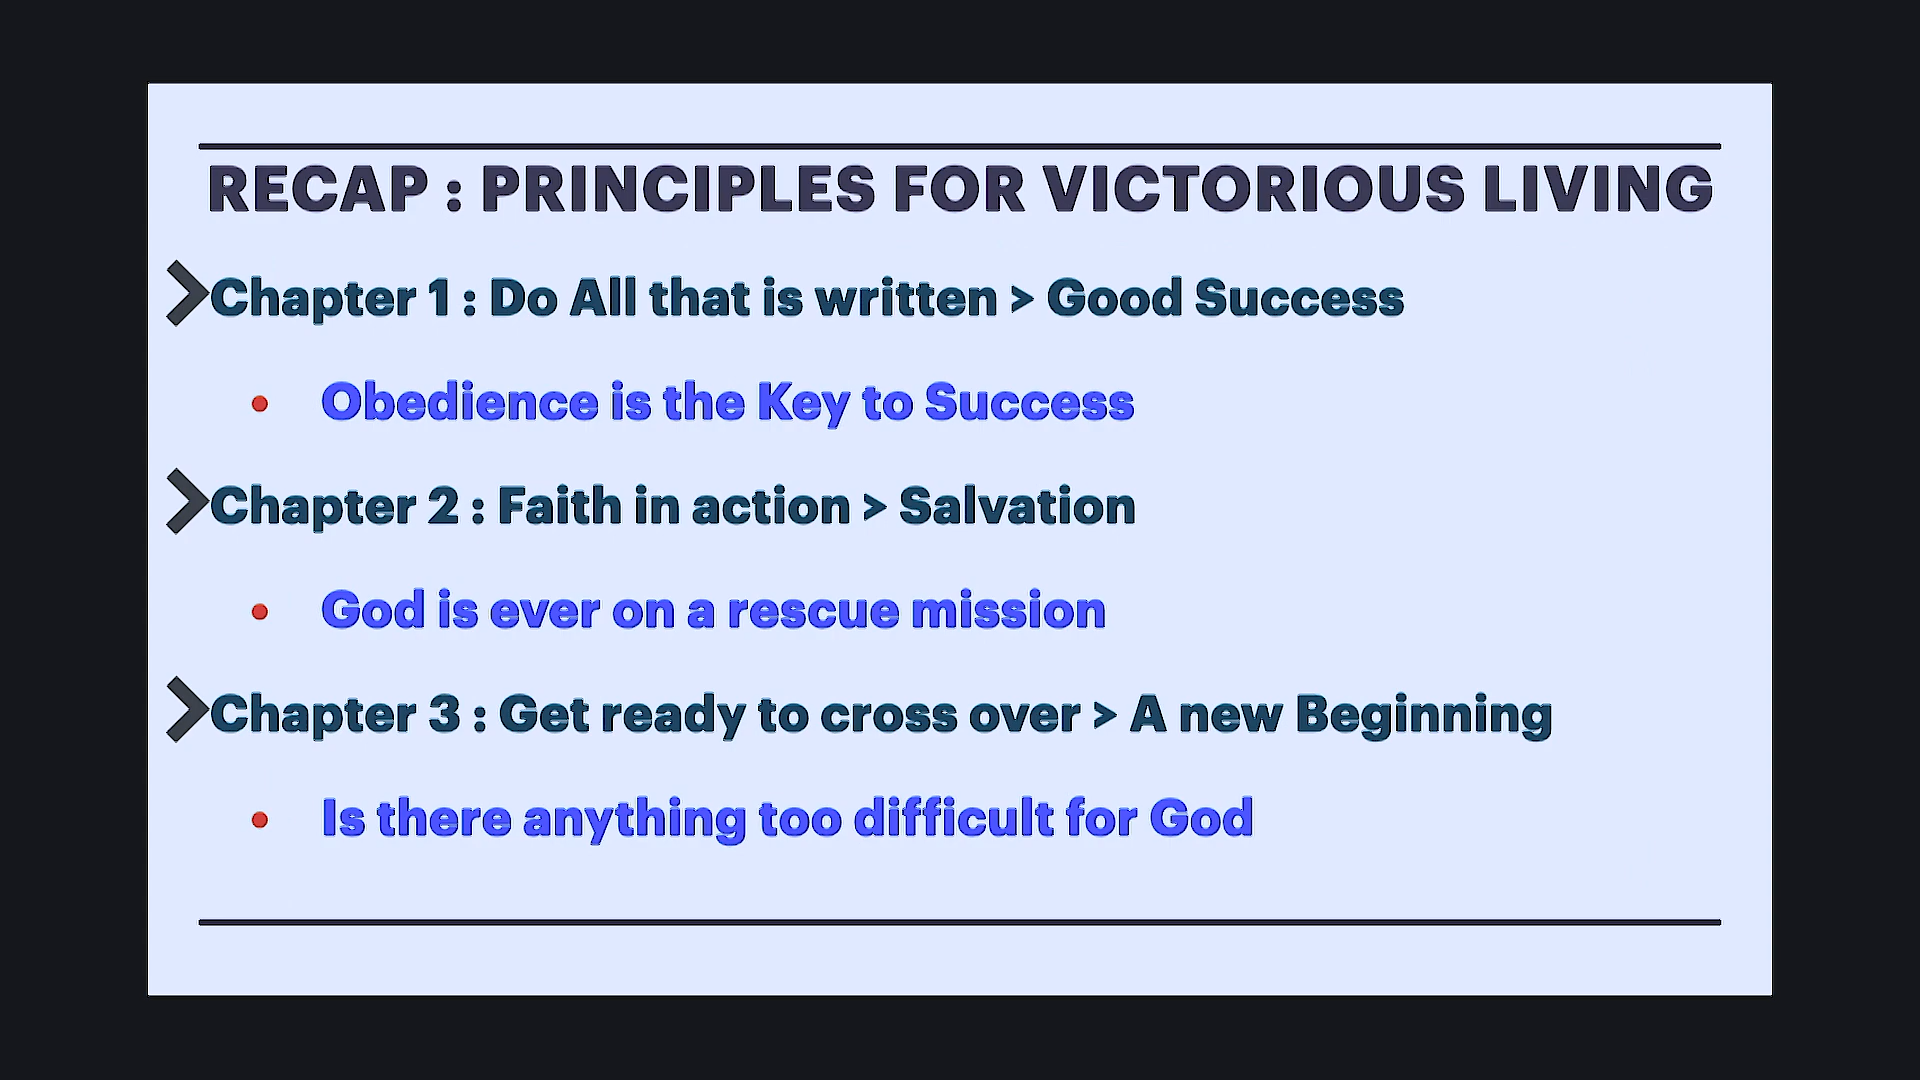 RECAP : PRINCIPLES FOR VICTORIOUS LIVING
Chapter 1 : Do All that is written > Good Success
• Obedience is the Key to Success
Chapter 2 : Faith in action > Salvation
• God is ever on a rescue mission
Chapter 3 : Get ready to cross over > A new Beginning
• Is there anything too difficult for God